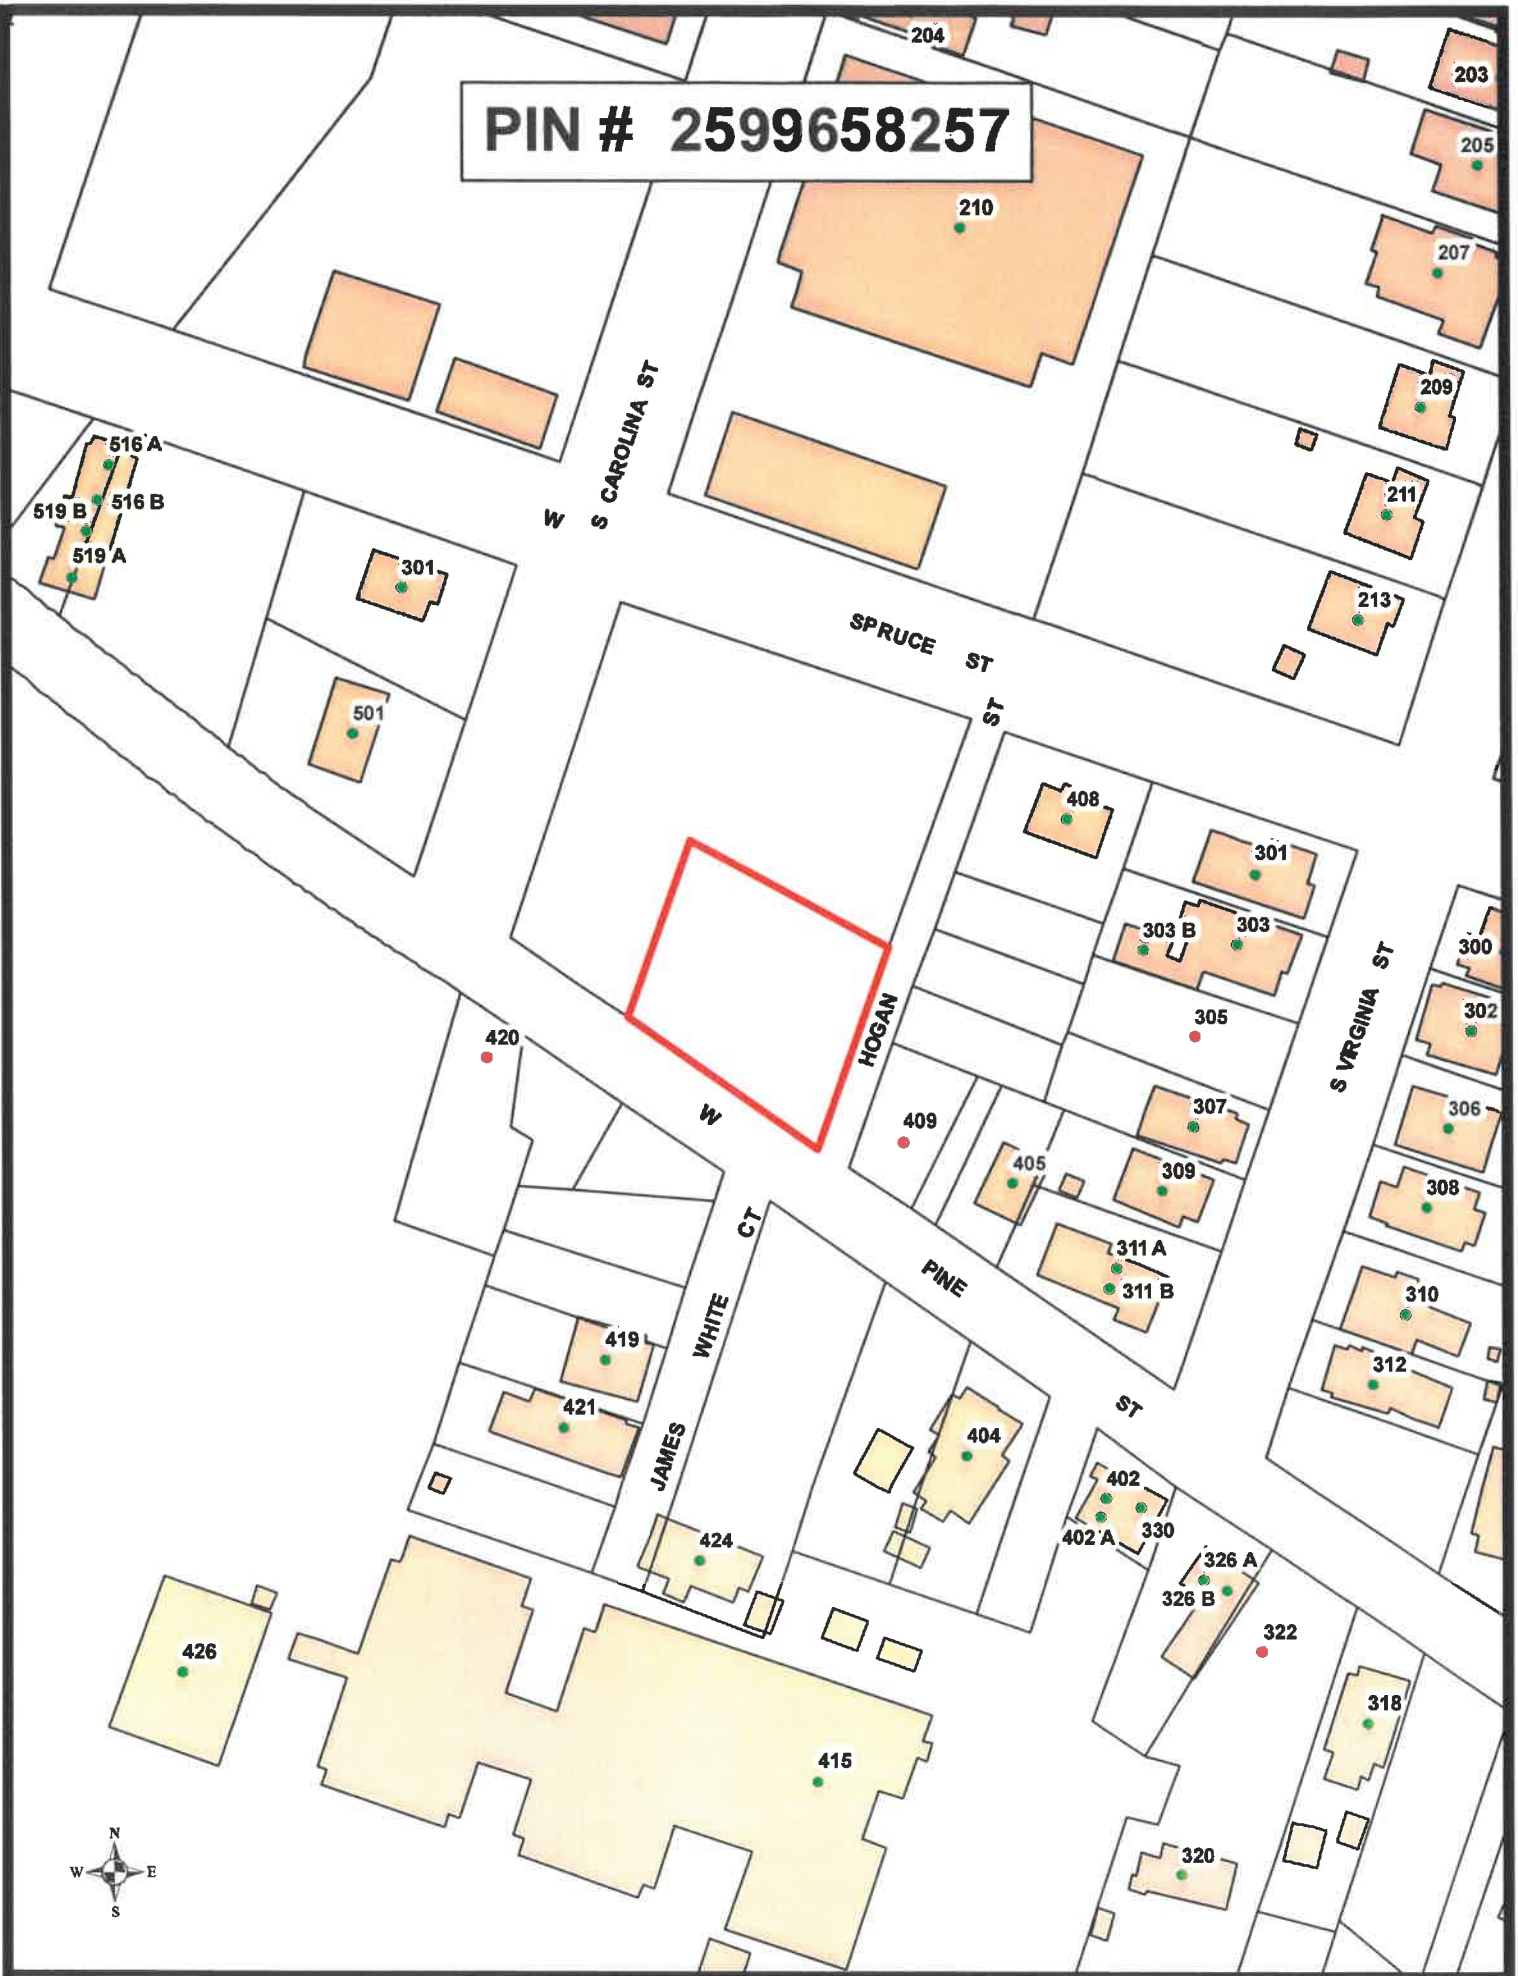 204
203
PIN # 2599658257
205
210
207
S CAROLINA ST
209
516 A
211
516 B
519 B
W
519 A
301
213
SPRUCE ST
501
ST
408
301
303 B
303
300
S VIRGINIA ST
302
305
420
HOGAN
307
306
W
409
405
309
308
JAMES WHITE CT
311 A
PINE
311 B
310
419
312
421
ST
404
402
402 A
330
424
326 A
326 B
322
426
318
415
N
W E
S
320